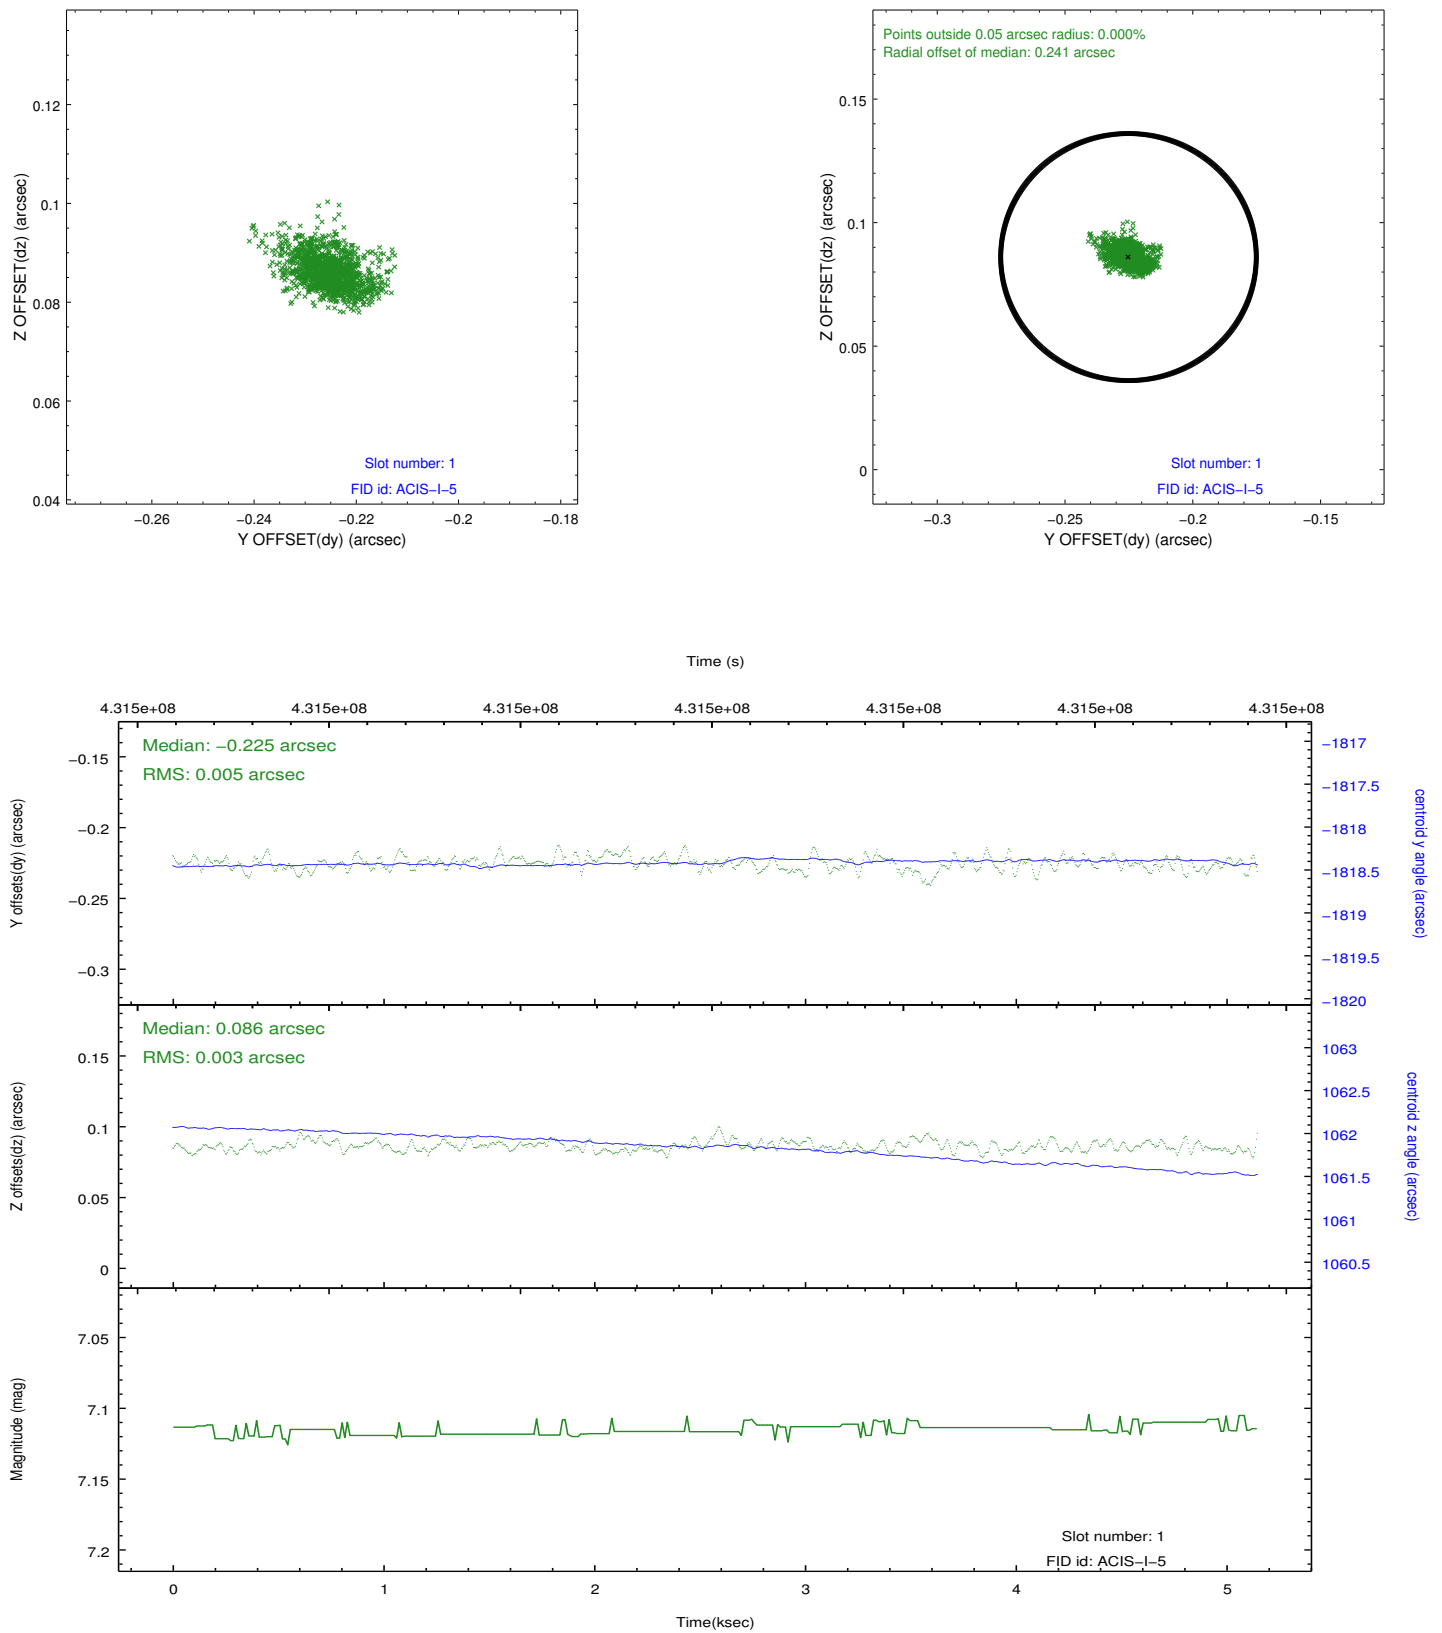 0.12
0.1
0.08
0.06
0.04
Z OFFSET(dz) (arcsec)
Slot number: 1
FID id: ACIS−I−5
−0.26
−0.24
−0.22
−0.2
−0.18
Y OFFSET(dy) (arcsec)
Points outside 0.05 arcsec radius: 0.000%
Radial offset of median: 0.241 arcsec
0.15
0.1
0.05
0
Z OFFSET(dz) (arcsec)
Slot number: 1
FID id: ACIS−I−5
−0.3
−0.25
−0.2
−0.15
Y OFFSET(dy) (arcsec)
Time (s)
4.315e+08
4.315e+08
4.315e+08
4.315e+08
4.315e+08
4.315e+08
4.315e+08
Median: −0.225 arcsec
RMS: 0.005 arcsec
−0.15
−0.2
−0.25
−0.3
Y offsets(dy) (arcsec)
−1817
−1817.5
−1818
−1818.5
−1819
−1819.5
−1820
centroid y angle (arcsec)
Median: 0.086 arcsec
RMS: 0.003 arcsec
0.15
0.1
0.05
0
Z offsets(dz) (arcsec)
1063
1062.5
1062
1061.5
1061
1060.5
centroid z angle (arcsec)
7.05
7.1
7.15
7.2
Magnitude (mag)
Slot number: 1
FID id: ACIS−I−5
0
1
2
3
4
5
Time(ksec)